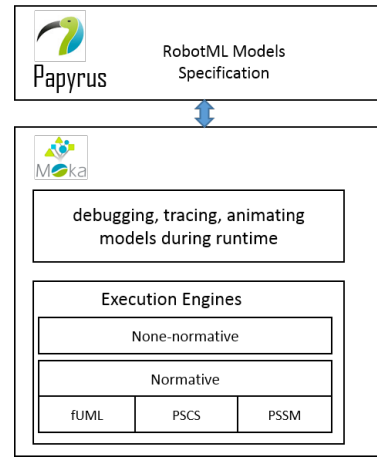 Papyrus
RobotML Models
Specification
Moka
debugging, tracing, animating
models during runtime
Execution Engines
None-normative
Normative
fUML
PSCS
PSSM